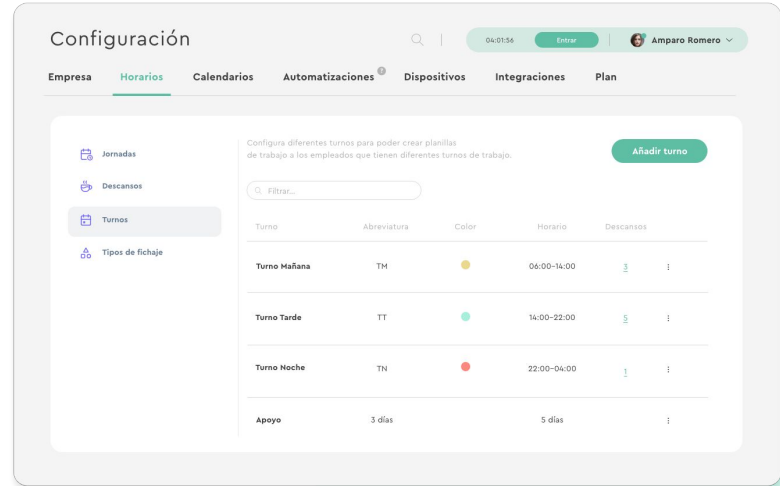 Configuración
04:01:56
Entrar
Amparo Romero
Empresa
Horarios
Calendarios
Automatizaciones ?
Dispositivos
Integraciones
Plan
Jornadas
Descansos
Turnos
Tipos de fichaje
Configura diferentes turnos para poder crear planillas
de trabajo a los empleados que tienen diferentes turnos de trabajo.
Añadir turno
Filtrar...
Turno Abreviatura Color Horario Descansos
Turno Mañana TM 06:00-14:00 3
Turno Tarde TT 14:00-22:00 5
Turno Noche TN 22:00-04:00 1
Apoyo 3 días 5 días